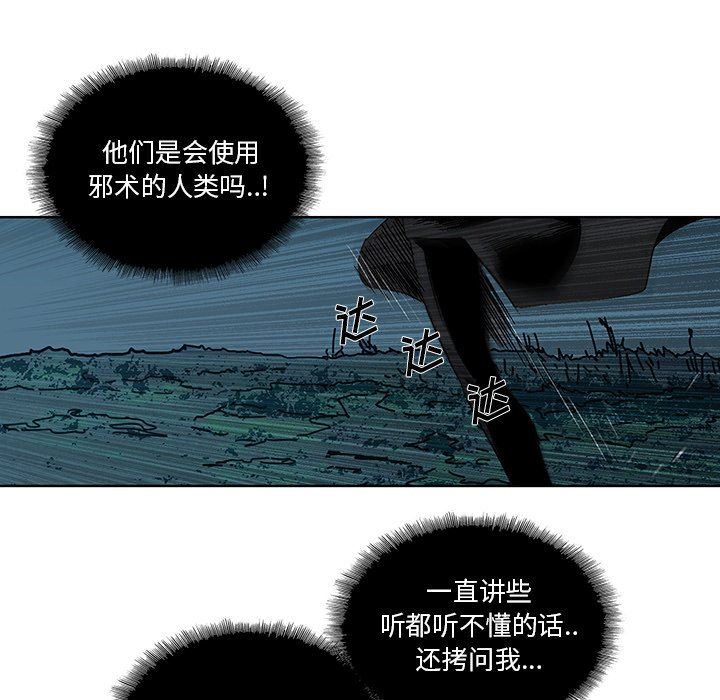 他们是会使用
邪术的人类吗..!
达
达
达
一直讲些
听都听不懂的话..
还拷问我...